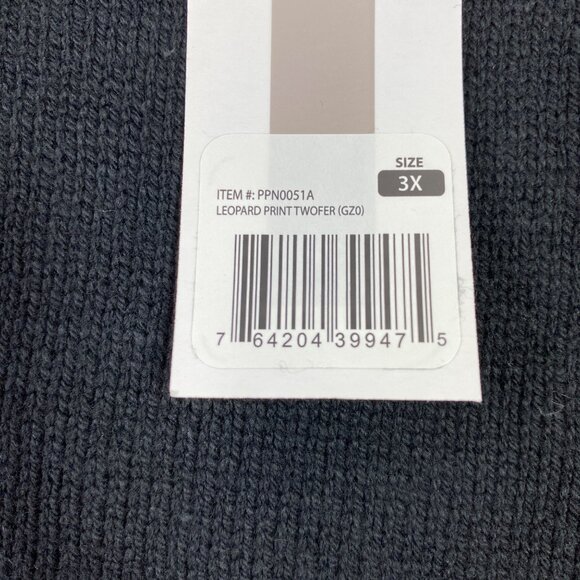 SIZE
3X
ITEM #: PPN0051A
LEOPARD PRINT TWOFER (GZ0)
7 64204 39947 5